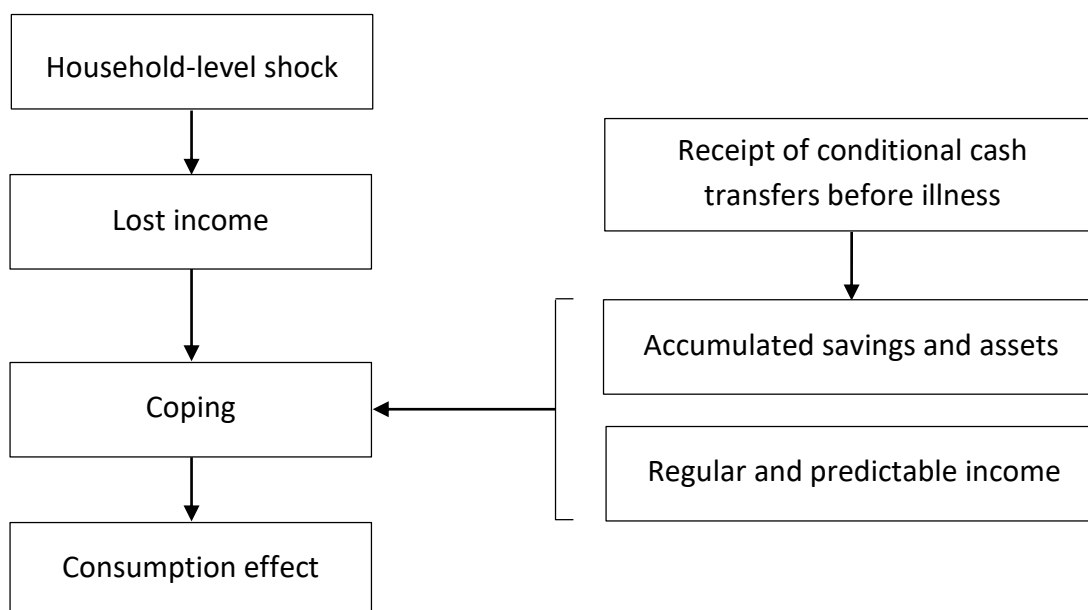 Household-level shock
Lost income
Coping
Consumption effect
Receipt of conditional cash
transfers before illness
Accumulated savings and assets
Regular and predictable income